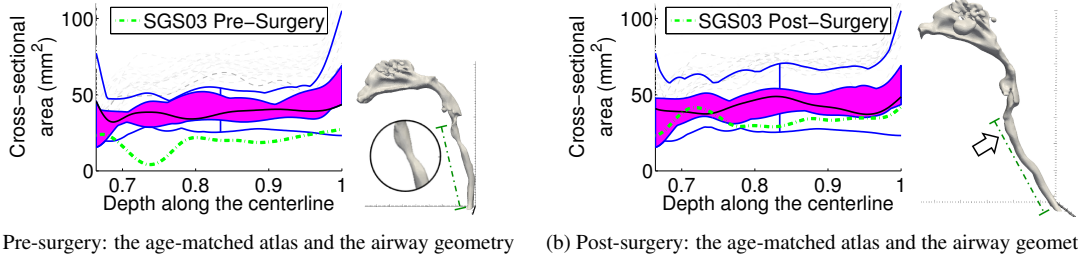 100
50
0
Cross−sectional
area (mm2)
SGS03 Pre−Surgery
0.7 0.8 0.9 1
Depth along the centerline
100
50
0
Cross−sectional
area (mm2)
SGS03 Post−Surgery
0.7 0.8 0.9 1
Depth along the centerline
Pre-surgery: the age-matched atlas and the airway geometry
(b) Post-surgery: the age-matched atlas and the airway geomet